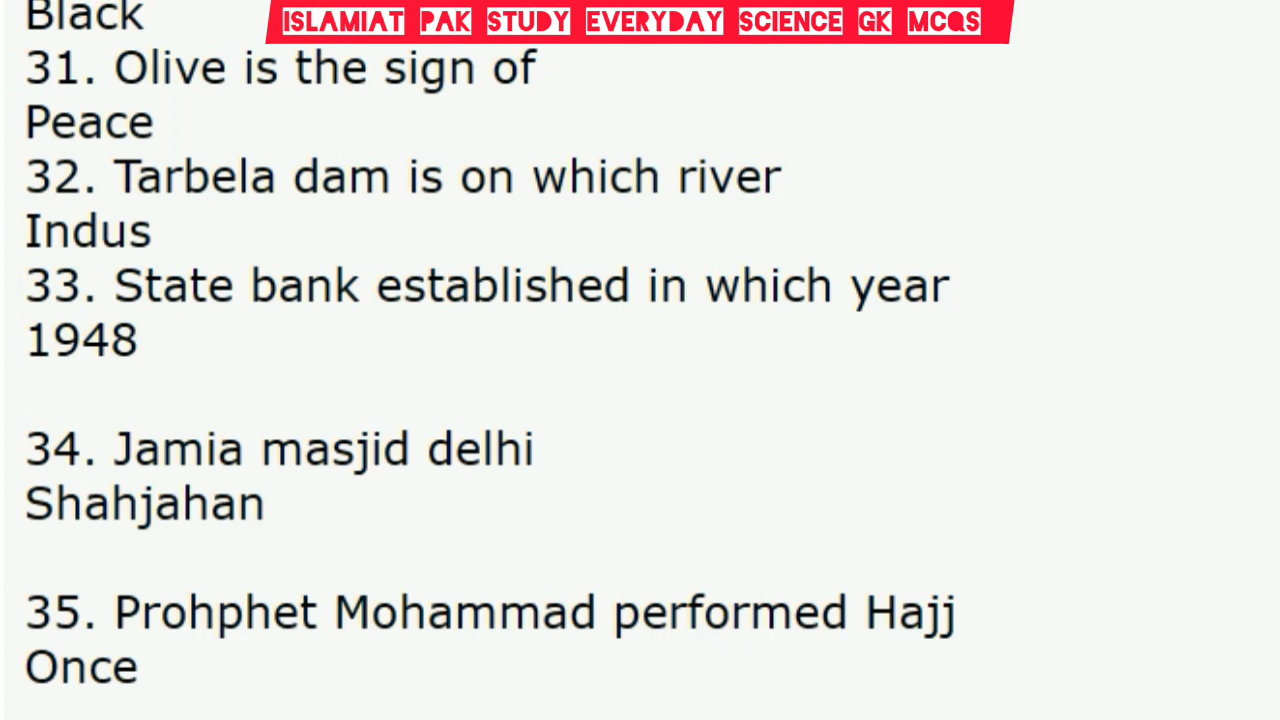 ISLAMIAT PAK STUDY EVERYDAY SCIENCE GK MCQS
Black
31. Olive is the sign of
Peace
32. Tarbela dam is on which river
Indus
33. State bank established in which year
1948
34. Jamia masjid delhi
Shahjahan
35. Prohphet Mohammad performed Hajj
Once